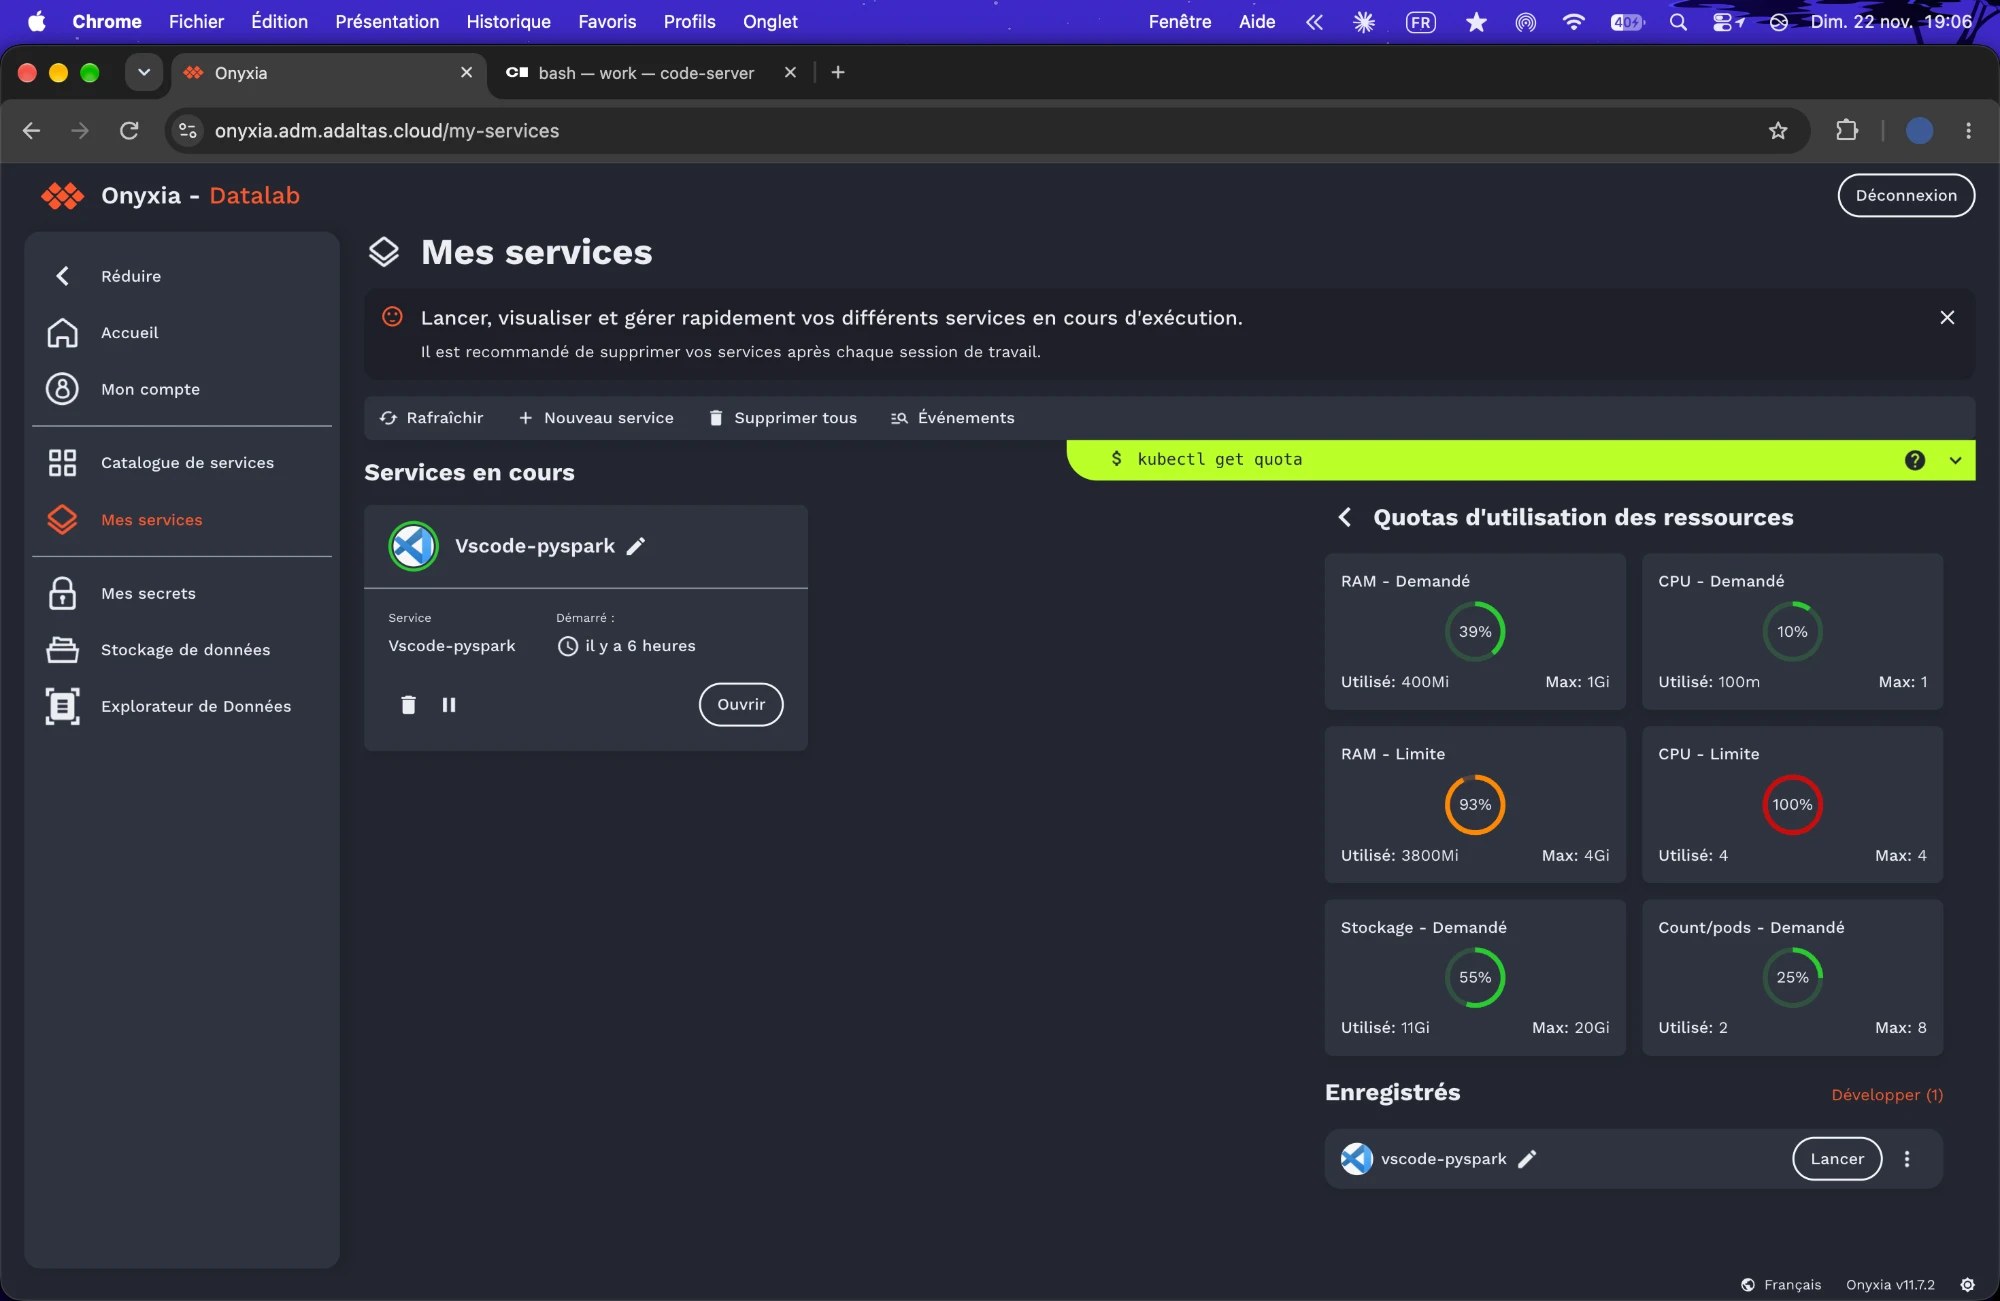 Chrome Fichier Édition Présentation Historique Favoris Profils Onglet Fenêtre Aide FR 40 Dim. 22 nov. 19:06
Onyxia
bash — work — code-server
onyxia.adm.adaltas.cloud/my-services
Onyxia - Datalab
Déconnexion
Réduire
Accueil
Mon compte
Catalogue de services
Mes services
Mes secrets
Stockage de données
Explorateur de Données
Mes services
Lancer, visualiser et gérer rapidement vos différents services en cours d'exécution.
Il est recommandé de supprimer vos services après chaque session de travail.
Rafraîchir Nouveau service Supprimer tous Événements
$ kubectl get quota
Services en cours
Vscode-pyspark
Service
Vscode-pyspark
Démarré :
il y a 6 heures
Ouvrir
Quotas d'utilisation des ressources
RAM - Demandé
39%
Utilisé: 400Mi Max: 1Gi
CPU - Demandé
10%
Utilisé: 100m Max: 1
RAM - Limite
93%
Utilisé: 3800Mi Max: 4Gi
CPU - Limite
100%
Utilisé: 4 Max: 4
Stockage - Demandé
55%
Utilisé: 11Gi Max: 20Gi
Count/pods - Demandé
25%
Utilisé: 2 Max: 8
Enregistrés
Développer (1)
vscode-pyspark
Lancer
Français Onyxia v11.7.2